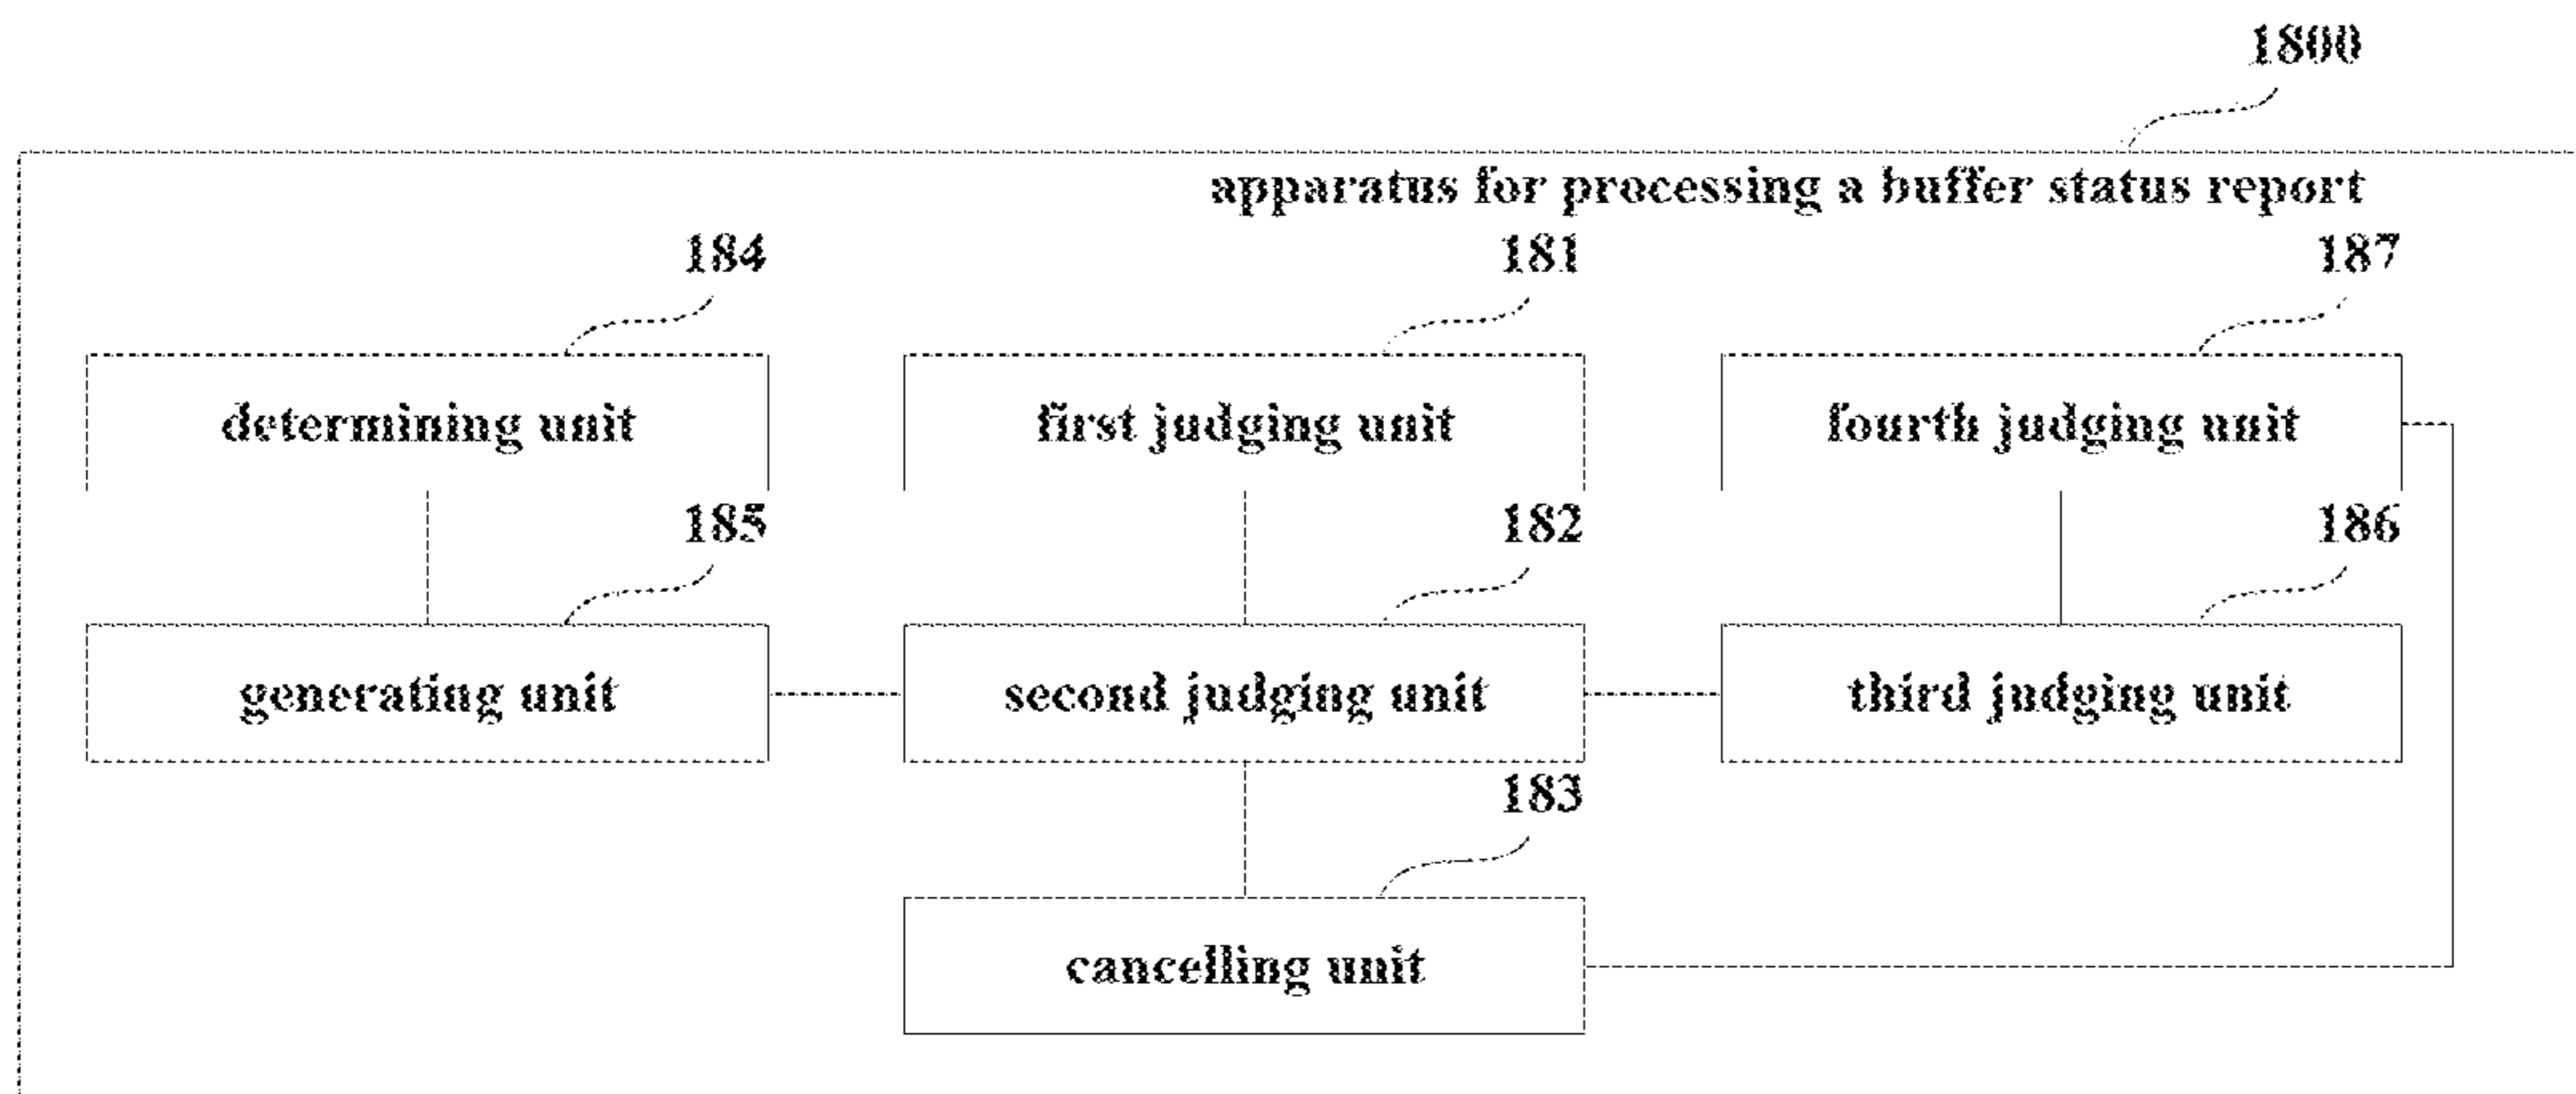 1800
apparatus for processing a buffer status report
184 181 187
determining unit first judging unit fourth judging unit
185 182 186
generating unit second judging unit third judging unit
183
cancelling unit